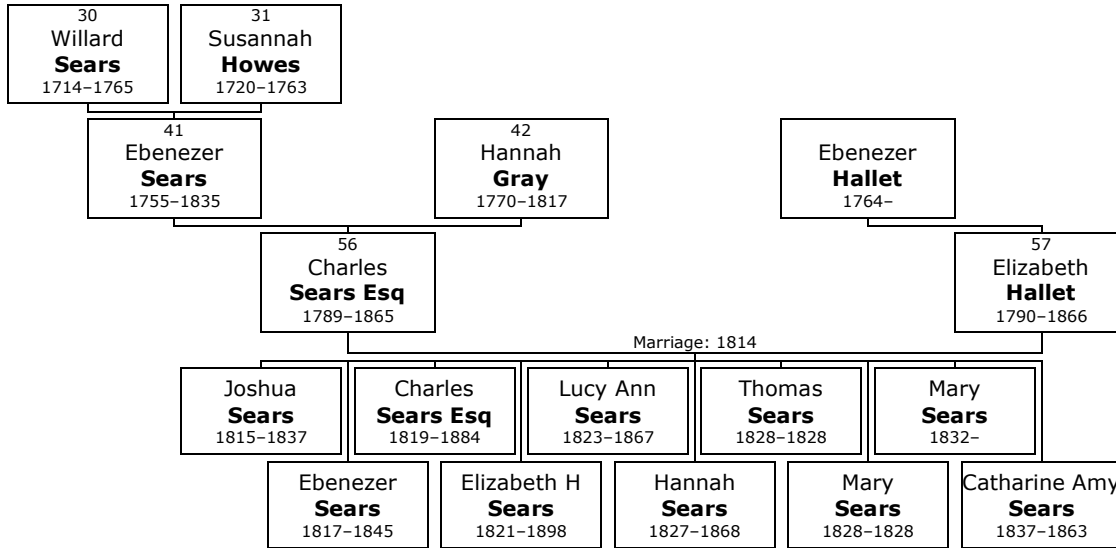 30
Willard
Sears
1714–1765
31
Susannah
Howes
1720–1763
41
Ebenezer
Sears
1755–1835
42
Hannah
Gray
1770–1817
Ebenezer
Hallet
1764–
56
Charles
Sears Esq
1789–1865
57
Elizabeth
Hallet
1790–1866
Marriage: 1814
Joshua
Sears
1815–1837
Charles
Sears Esq
1819–1884
Lucy Ann
Sears
1823–1867
Thomas
Sears
1828–1828
Mary
Sears
1832–
Ebenezer
Sears
1817–1845
Elizabeth H
Sears
1821–1898
Hannah
Sears
1827–1868
Mary
Sears
1828–1828
Catharine Amy
Sears
1837–1863